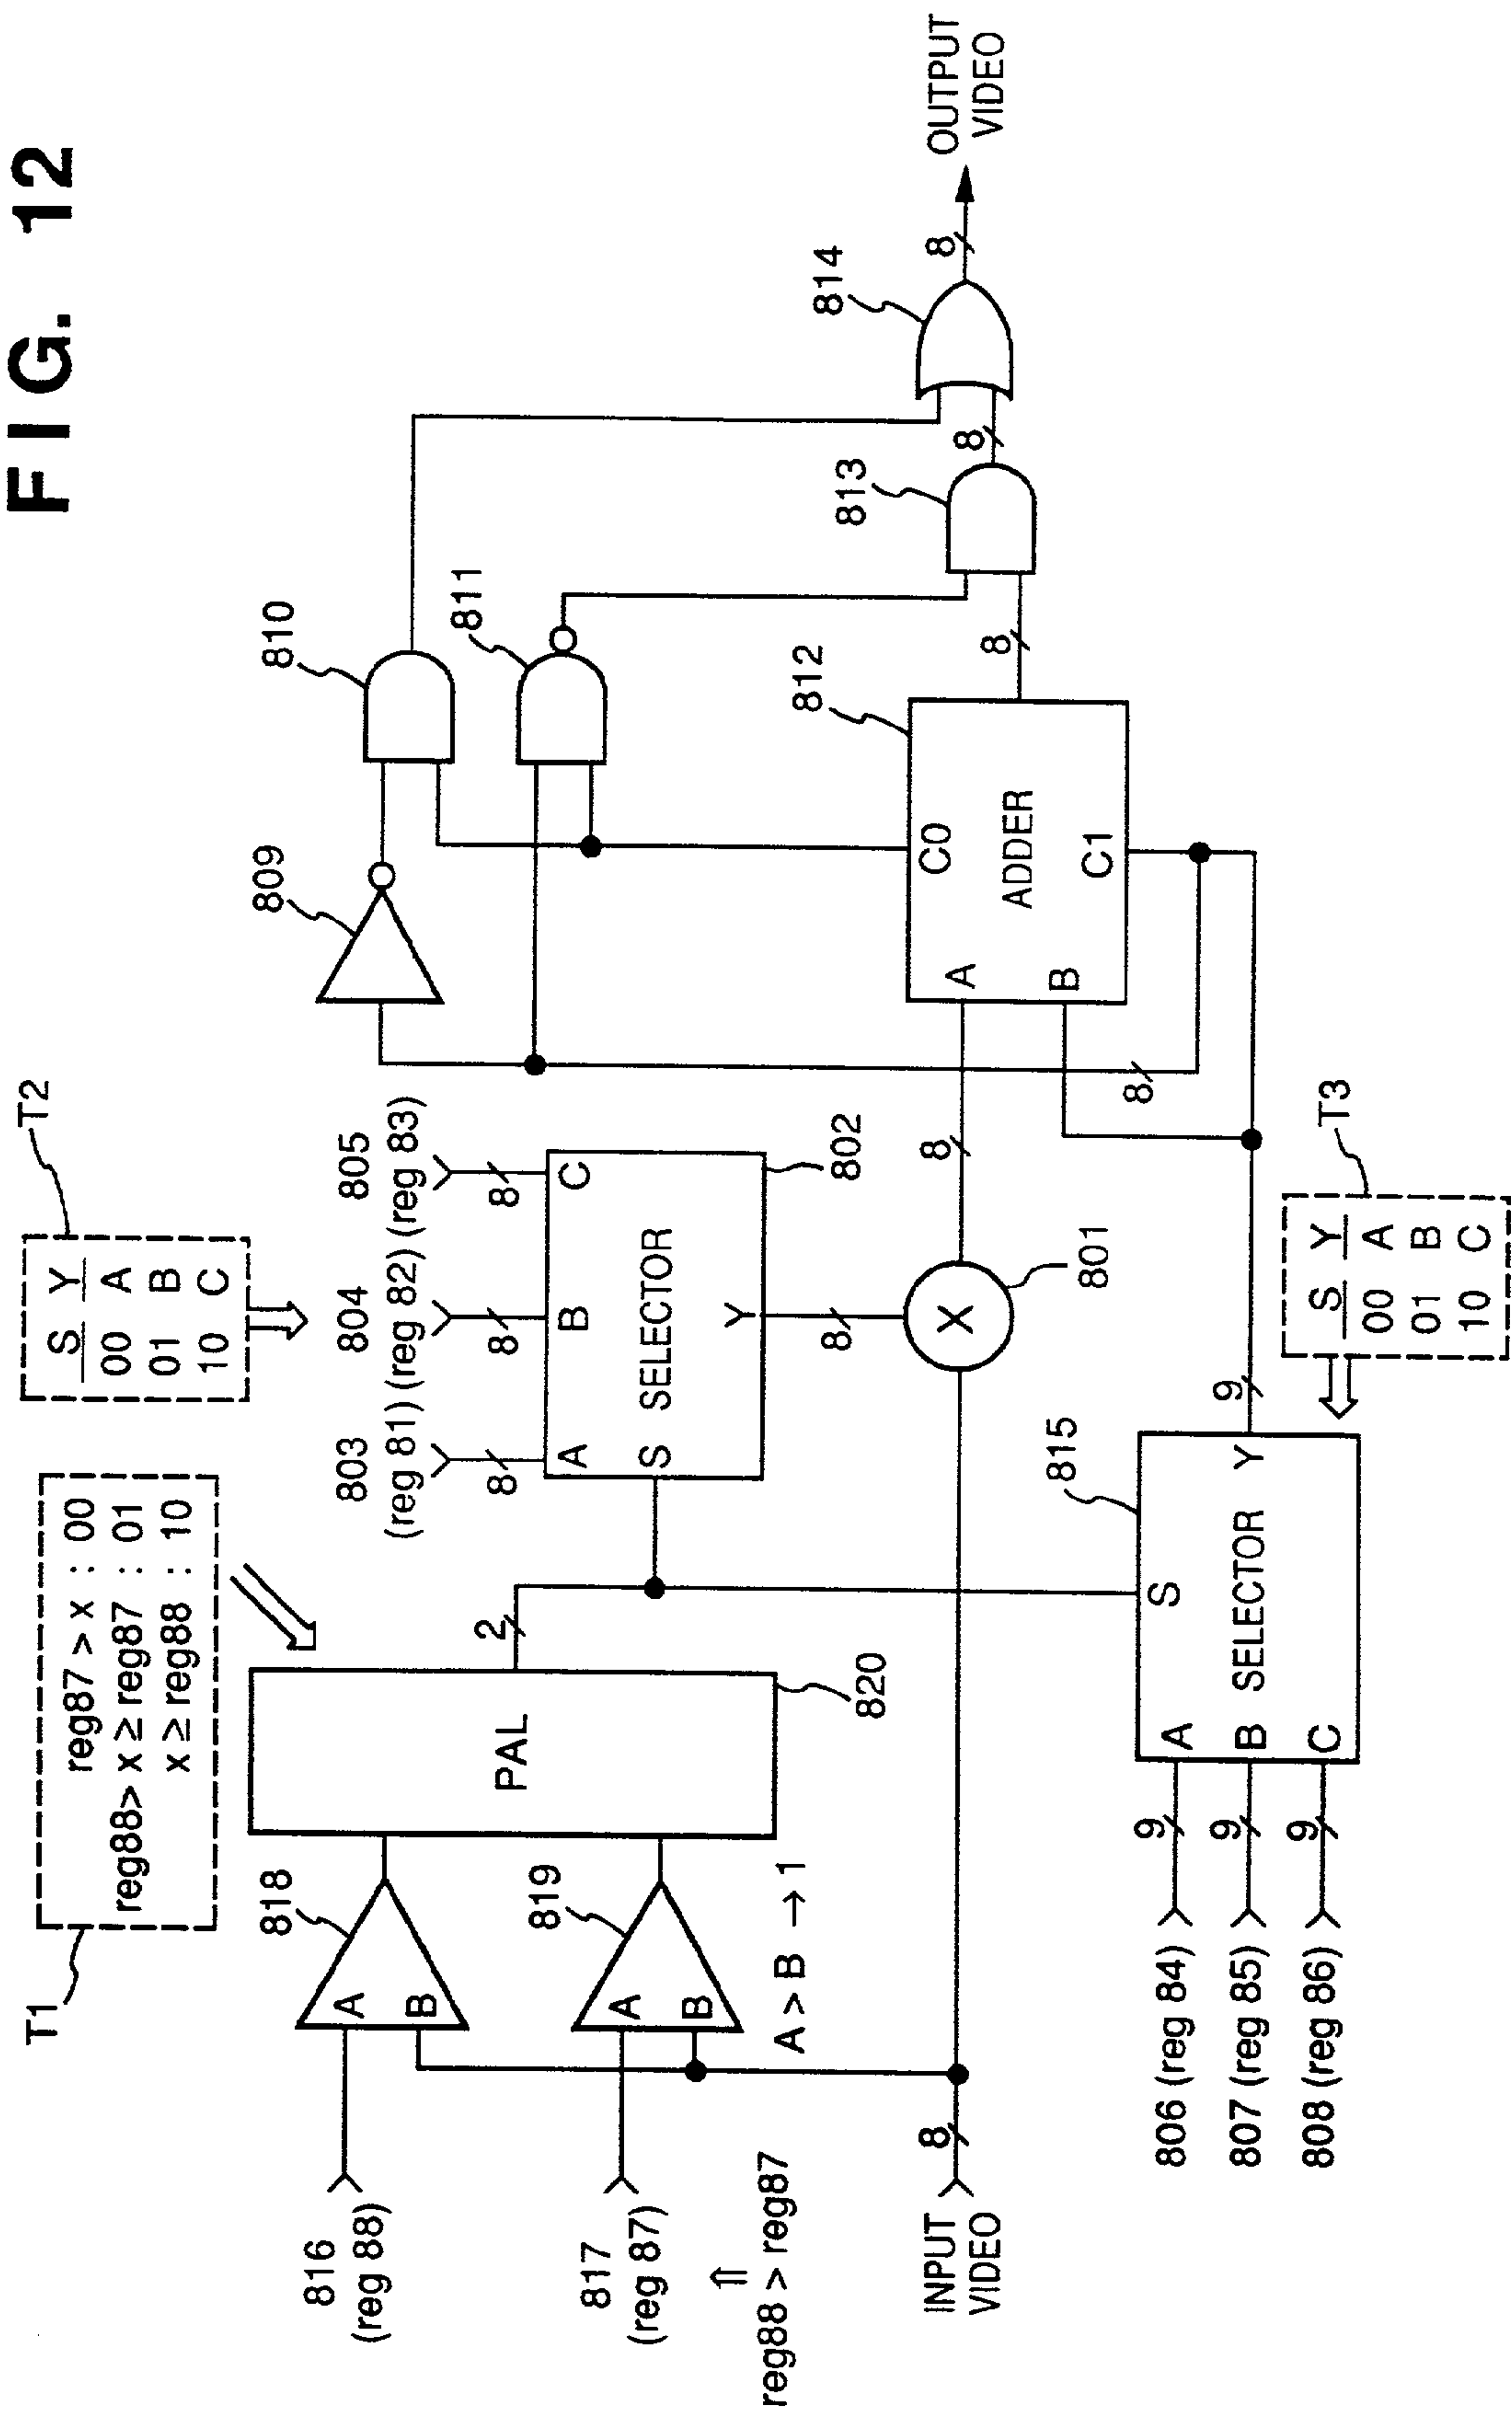 FIG. 12
T1
reg87 > x : 00
reg88> x ≥ reg87 : 01
x ≥ reg88 : 10
T2
S Y
00 A
01 B
10 C
816
(reg 88)
818
A
B
817
(reg 87)
819
A
B
A > B → 1
⇑
reg88 > reg87
PAL
820
2
803
804
805
(reg 81) (reg 82) (reg 83)
8
8
8
A
B
C
S
SELECTOR
Y
802
8
INPUT
VIDEO
8
X
801
8
809
810
811
812
C0
A
ADDER
B
C1
8
8
813
8
814
8
OUTPUT
VIDEO
806 (reg 84)
807 (reg 85)
808 (reg 86)
9
9
9
S
A
B
C
SELECTOR
Y
815
9
T3
S Y
00 A
01 B
10 C